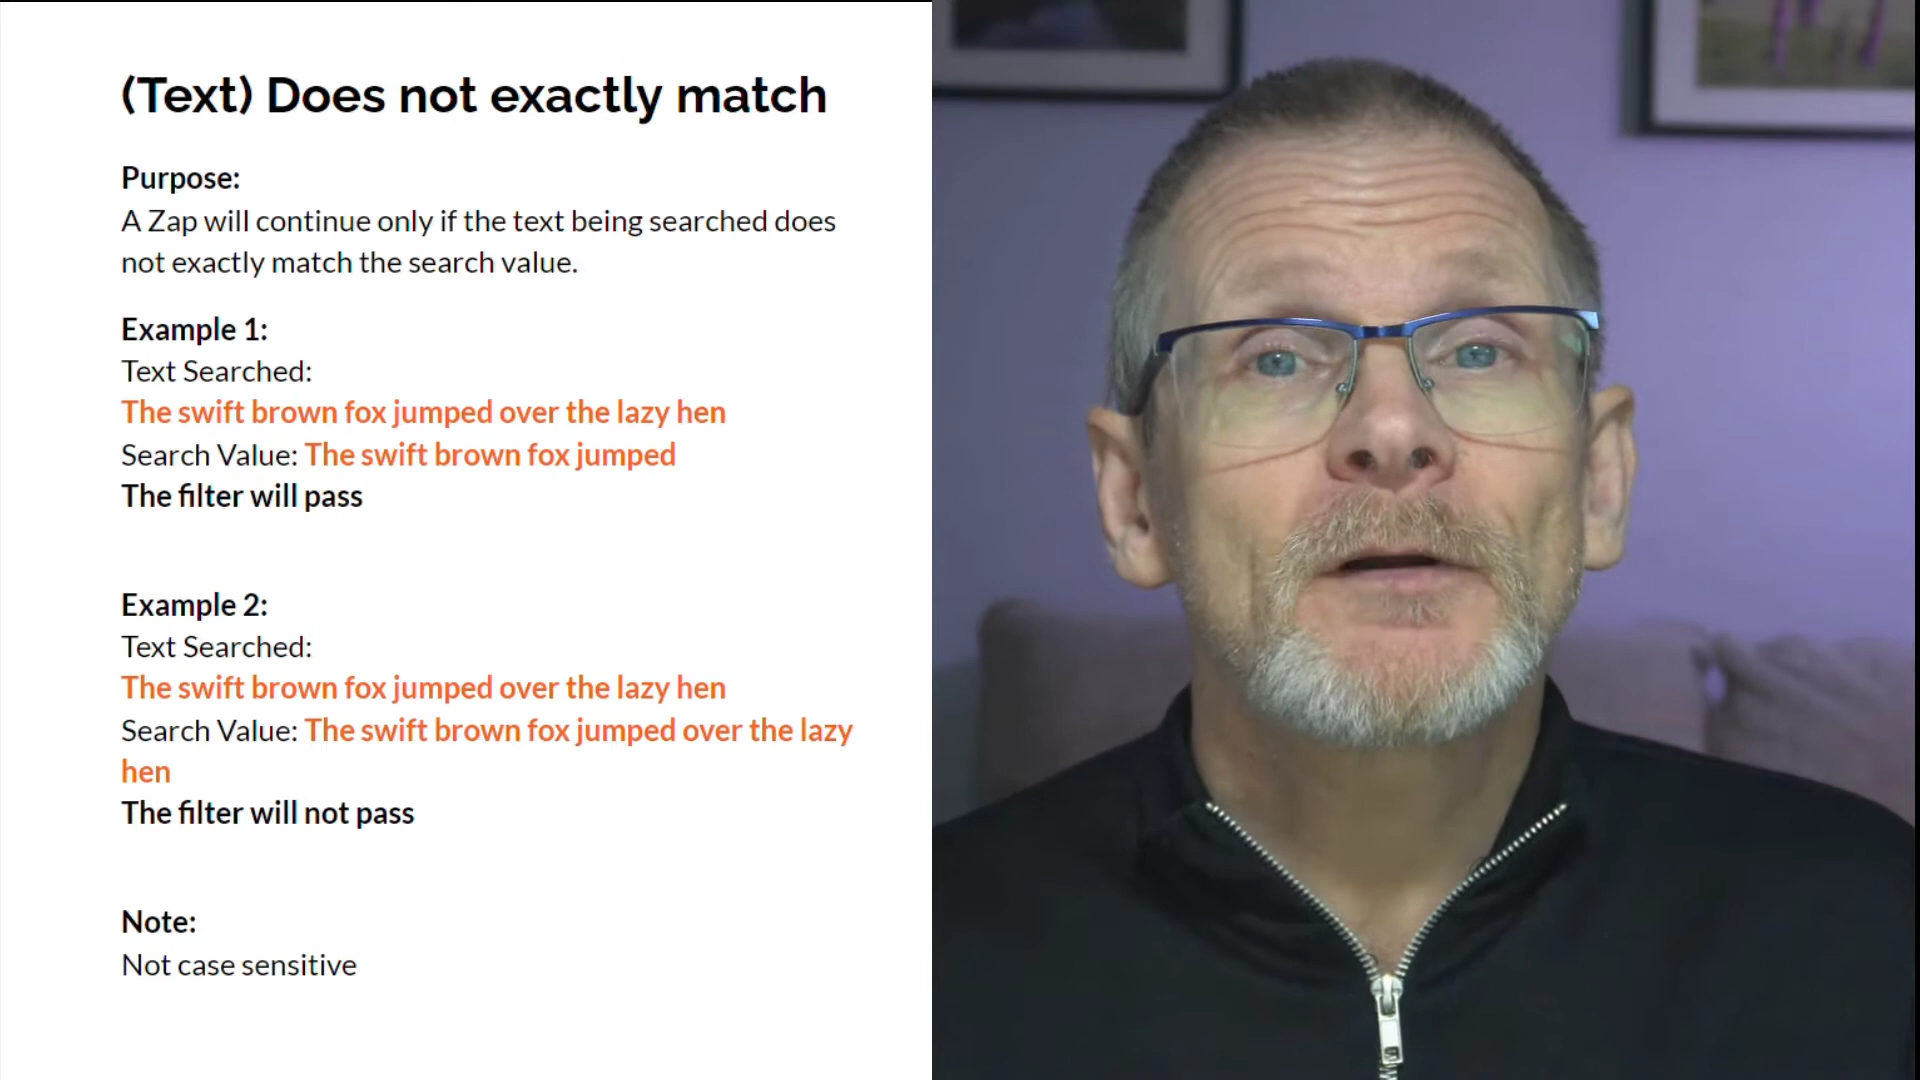 (Text) Does not exactly match
Purpose:
A Zap will continue only if the text being searched does
not exactly match the search value.
Example 1:
Text Searched:
The swift brown fox jumped over the lazy hen
Search Value: The swift brown fox jumped
The filter will pass
Example 2:
Text Searched:
The swift brown fox jumped over the lazy hen
Search Value: The swift brown fox jumped over the lazy
hen
The filter will not pass
Note:
Not case sensitive